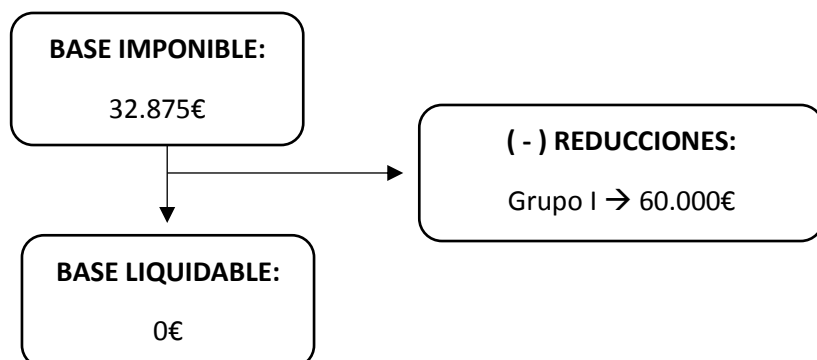 BASE IMPONIBLE:
32.875€
( - ) REDUCCIONES:
Grupo I → 60.000€
BASE LIQUIDABLE:
0€